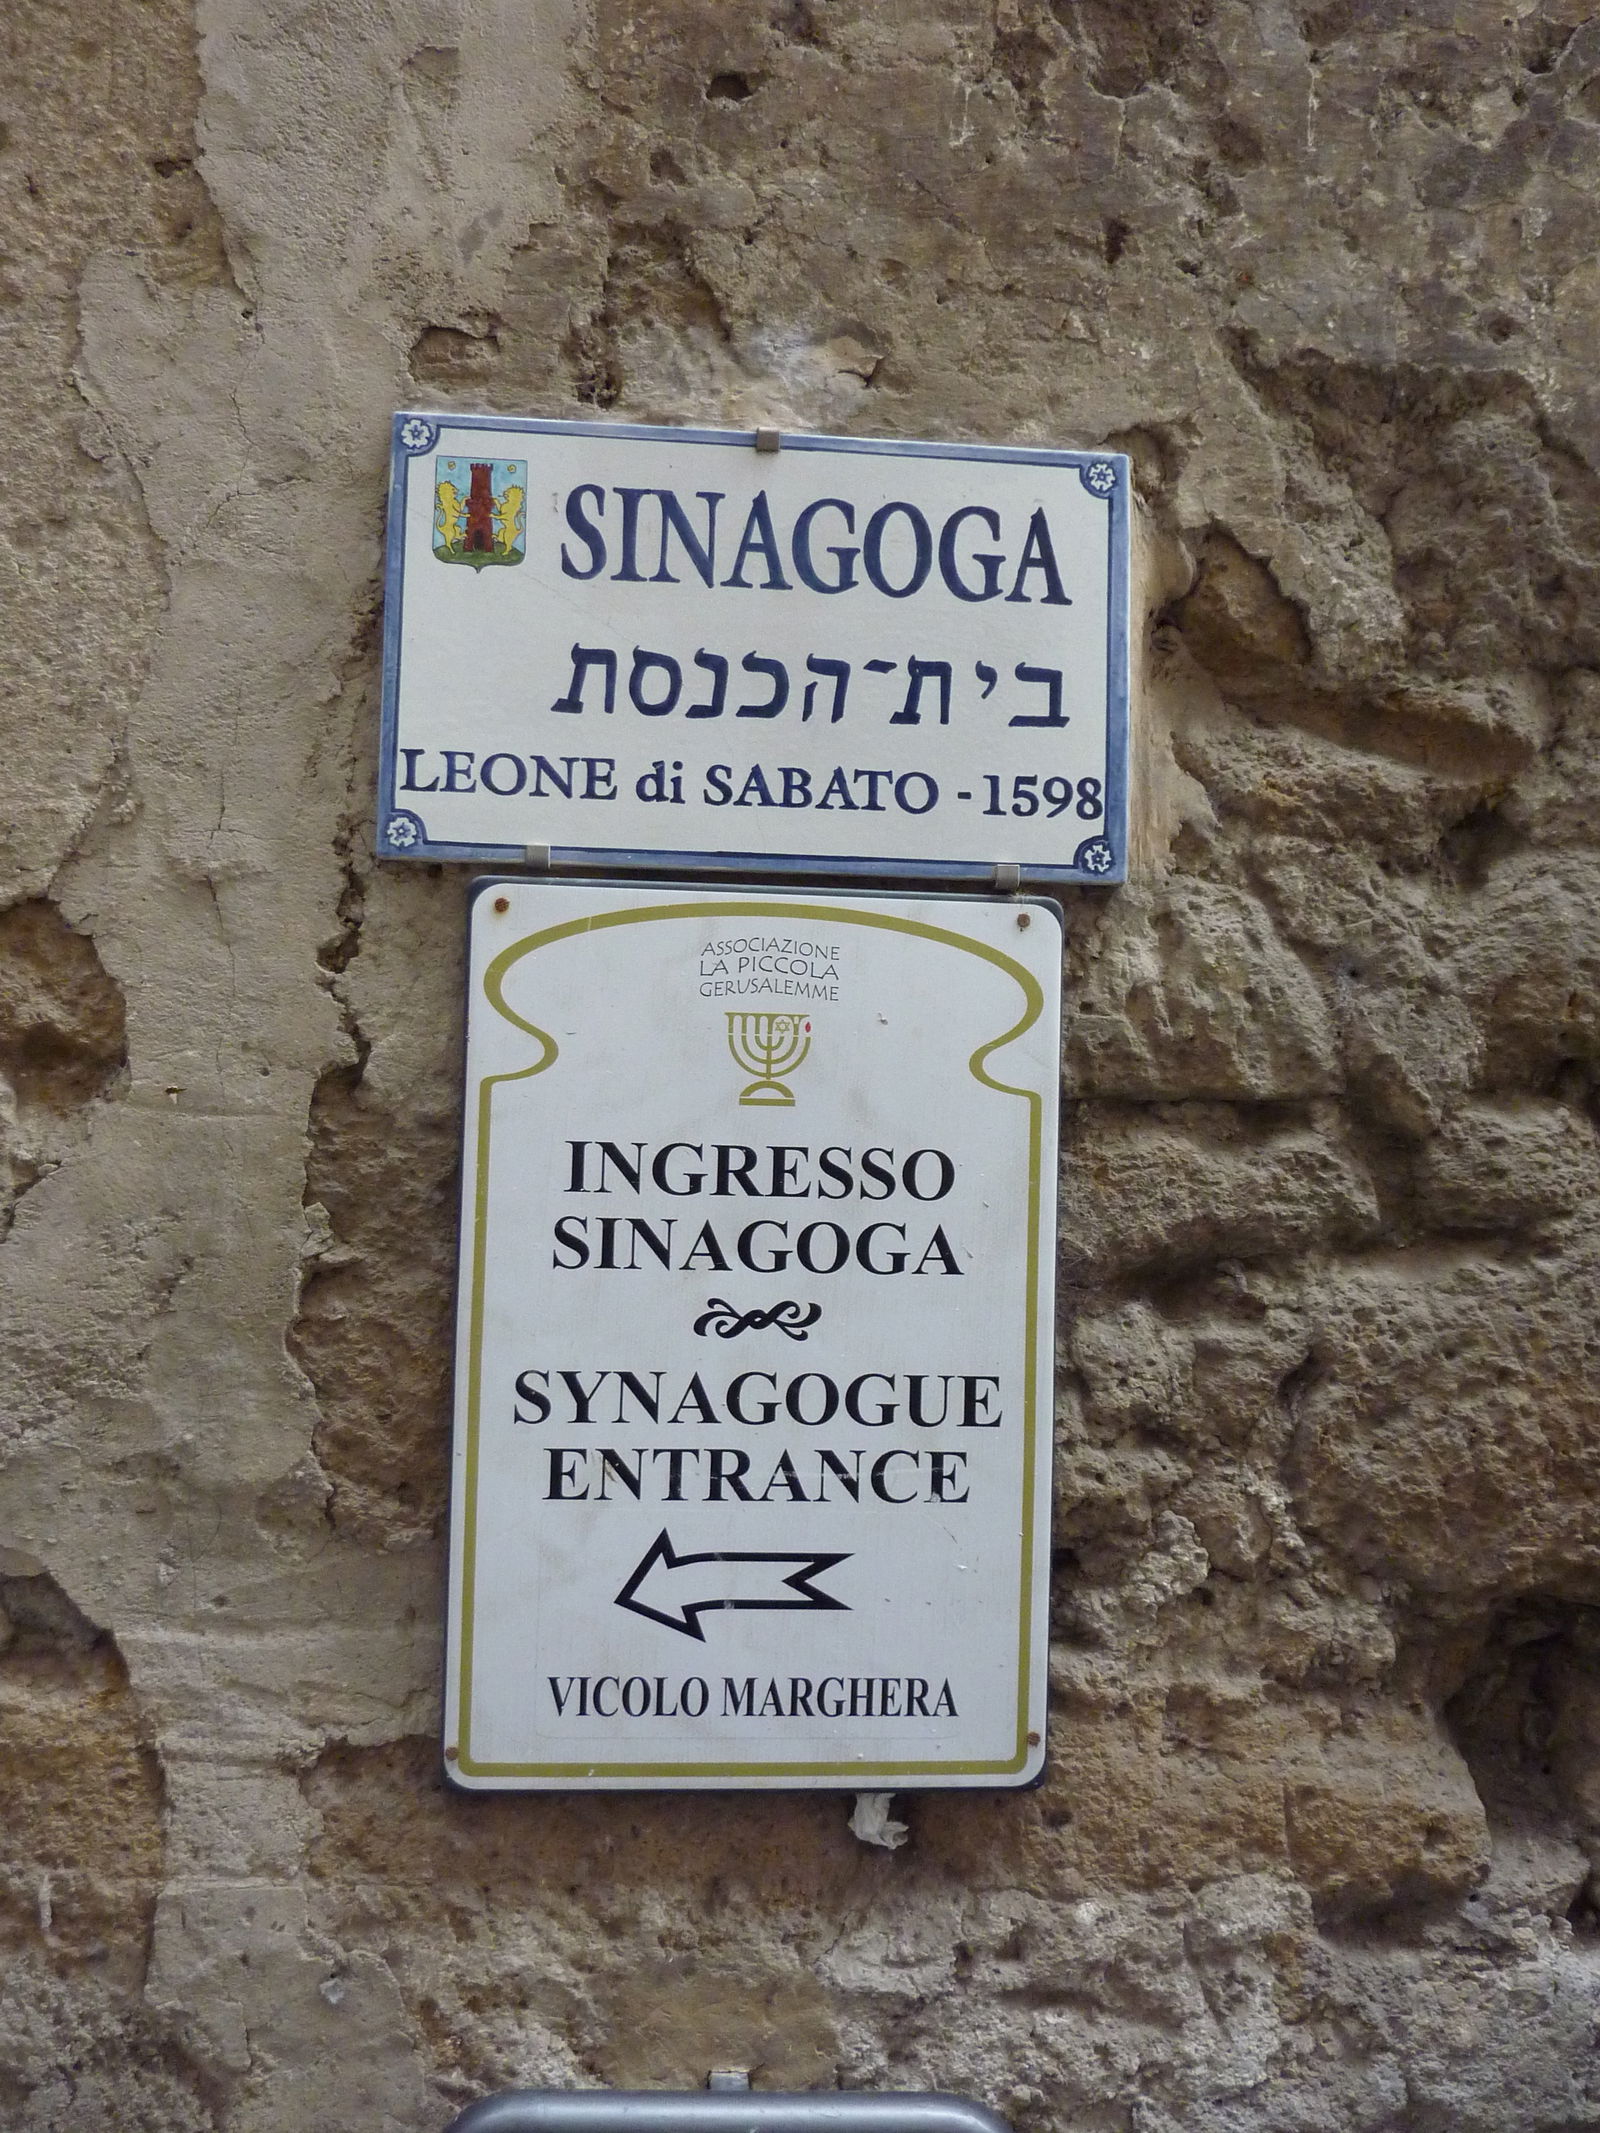 SINAGOGA
בית־הכנסת
LEONE di SABATO - 1598
ASSOCIAZIONE
LA PICCOLA
GERUSALEMME
INGRESSO
SINAGOGA
SYNAGOGUE
ENTRANCE
VICOLO MARGHERA